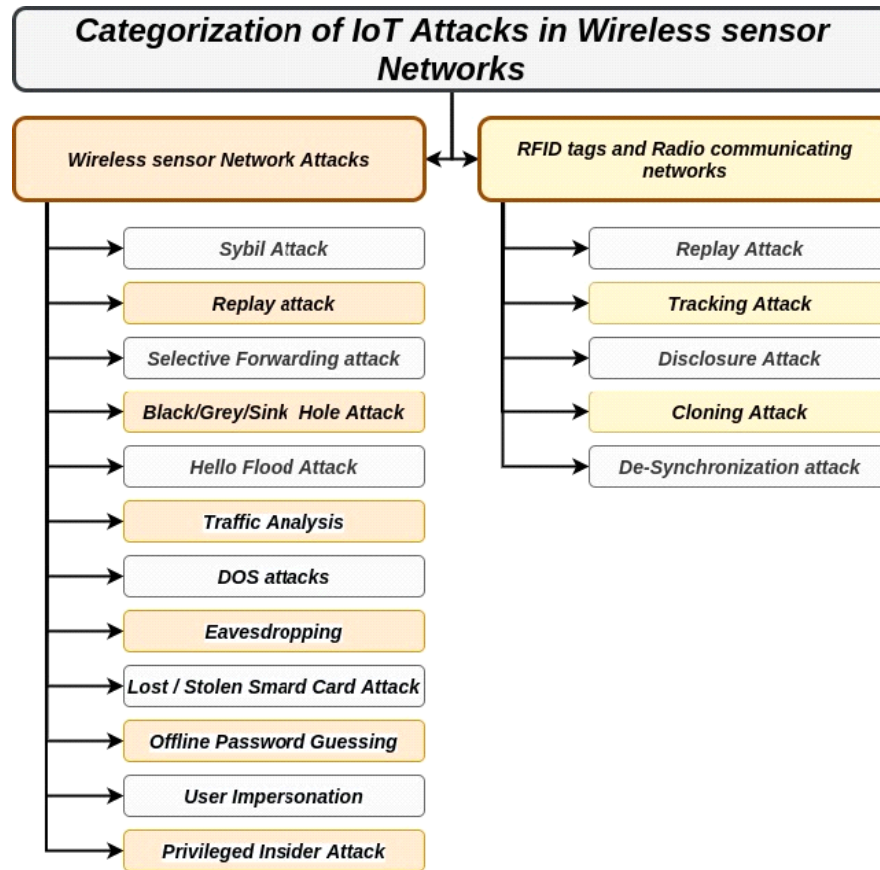 Categorization of IoT Attacks in Wireless sensor
Networks
Wireless sensor Network Attacks
Sybil Attack
Replay attack
Selective Forwarding attack
Black/Grey/Sink Hole Attack
Hello Flood Attack
Traffic Analysis
DOS attacks
Eavesdropping
Lost / Stolen Smard Card Attack
Offline Password Guessing
User Impersonation
Privileged Insider Attack
RFID tags and Radio communicating
networks
Replay Attack
Tracking Attack
Disclosure Attack
Cloning Attack
De-Synchronization attack